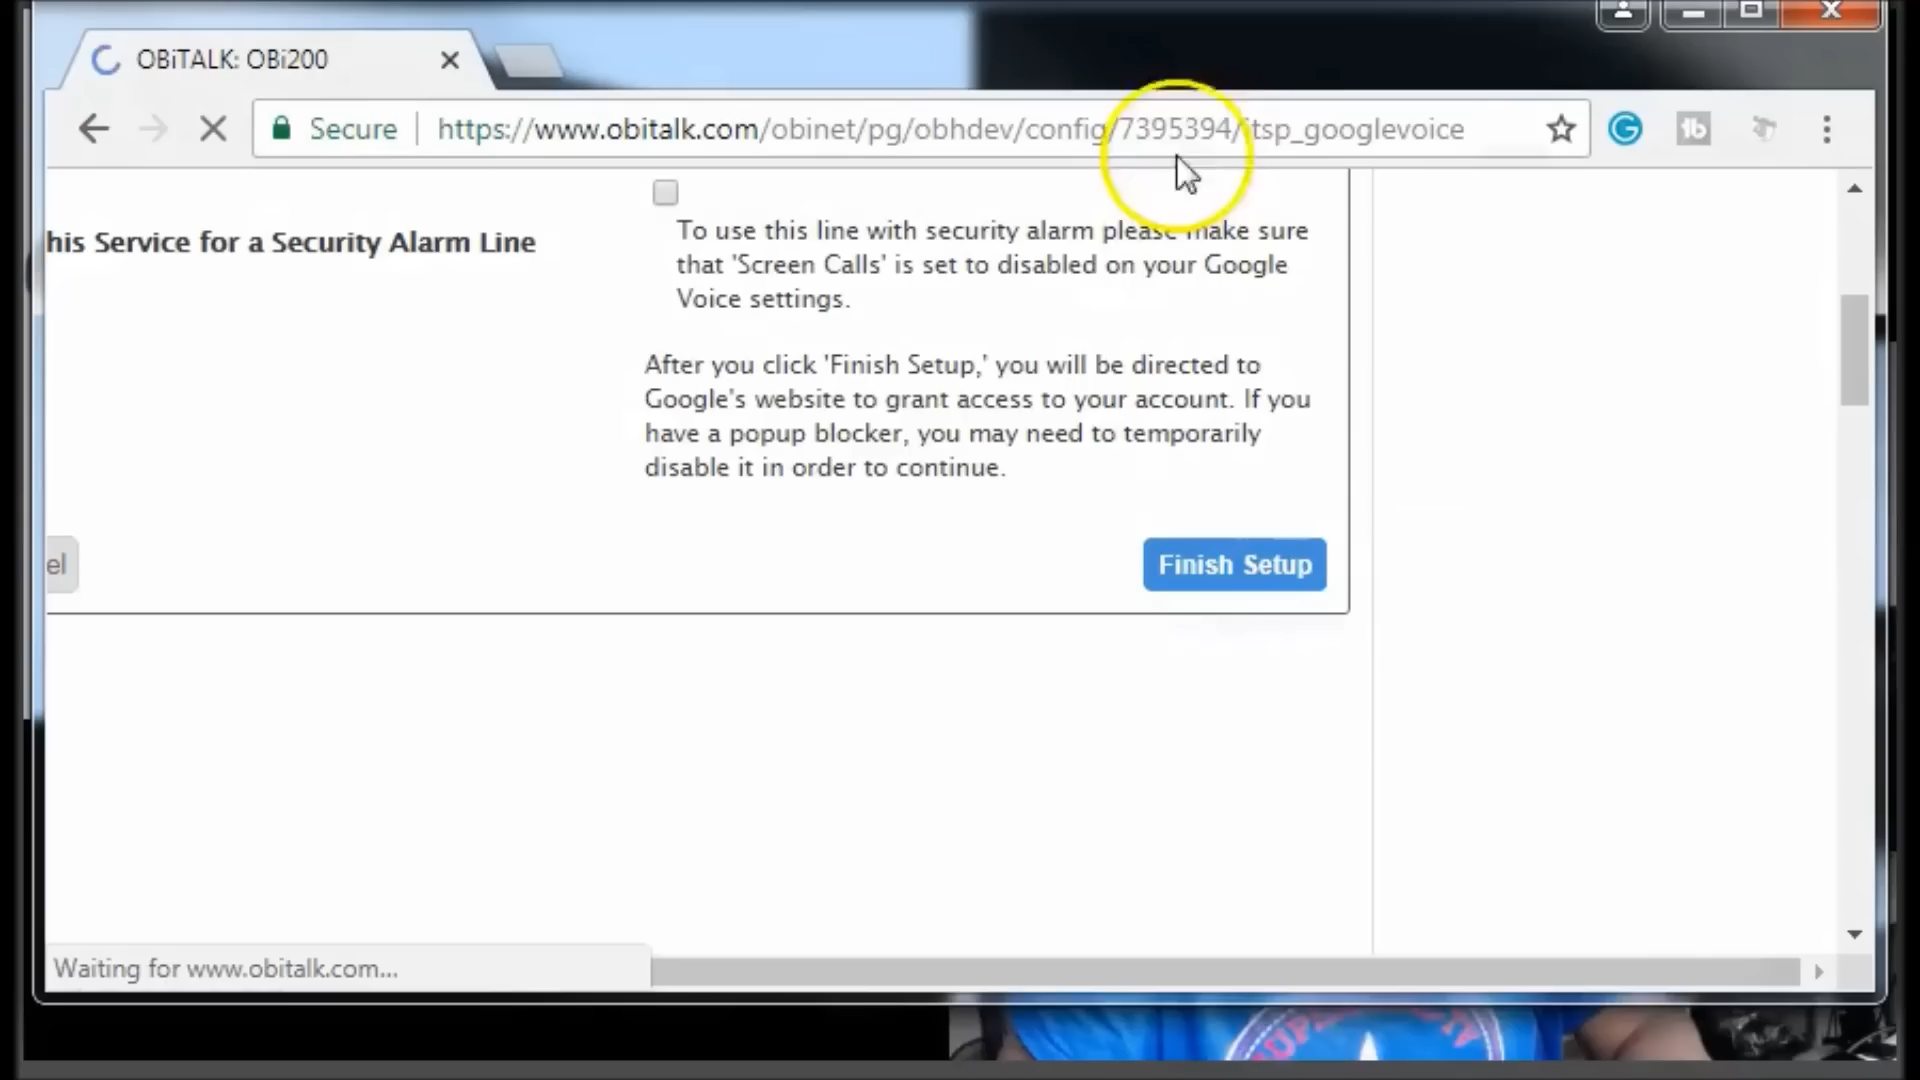 OBiTALK: OBi200
Secure https://www.obitalk.com/obinet/pg/obhdev/config/7395394/itsp_googlevoice
his Service for a Security Alarm Line
To use this line with security alarm please make sure
that 'Screen Calls' is set to disabled on your Google
Voice settings.
After you click 'Finish Setup,' you will be directed to
Google's website to grant access to your account. If you
have a popup blocker, you may need to temporarily
disable it in order to continue.
el
Finish Setup
Waiting for www.obitalk.com...